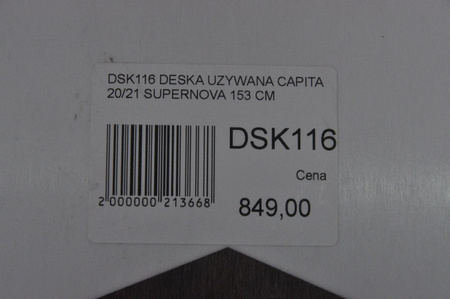 DSK116 DESKA UZYWANA CAPITA
20/21 SUPERNOVA 153 CM
DSK116
Cena
849,00
2 000000 213668